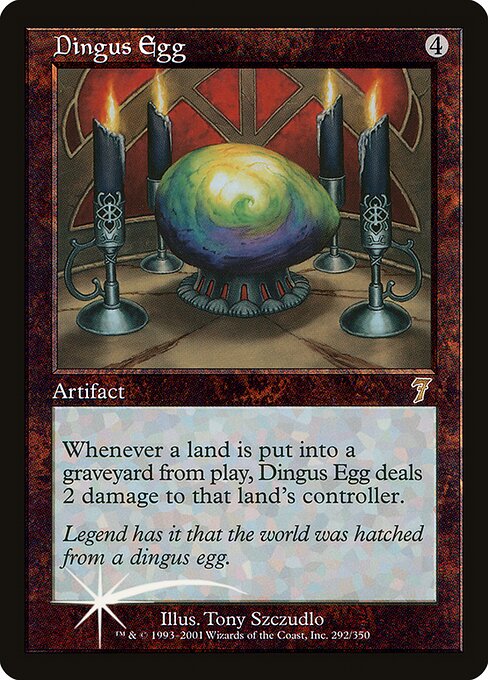 Dingus Egg 4
Artifact
Whenever a land is put into a
graveyard from play, Dingus Egg deals
2 damage to that land's controller.
Legend has it that the world was hatched
from a dingus egg.
Illus. Tony Szczudlo
™ & © 1993-2001 Wizards of the Coast, Inc. 292/350